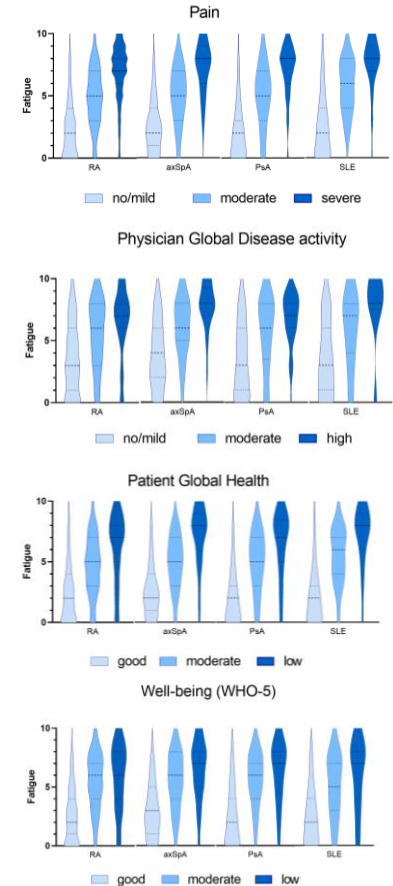 Pain
Fatigue
10
5
0
RA axSpA PsA SLE
no/mild moderate severe
Physician Global Disease activity
Fatigue
10
5
0
RA axSpA PsA SLE
no/mild moderate high
Patient Global Health
Fatigue
10
5
0
RA axSpA PsA SLE
good moderate low
Well-being (WHO-5)
Fatigue
10
5
0
RA axSpA PsA SLE
good moderate low